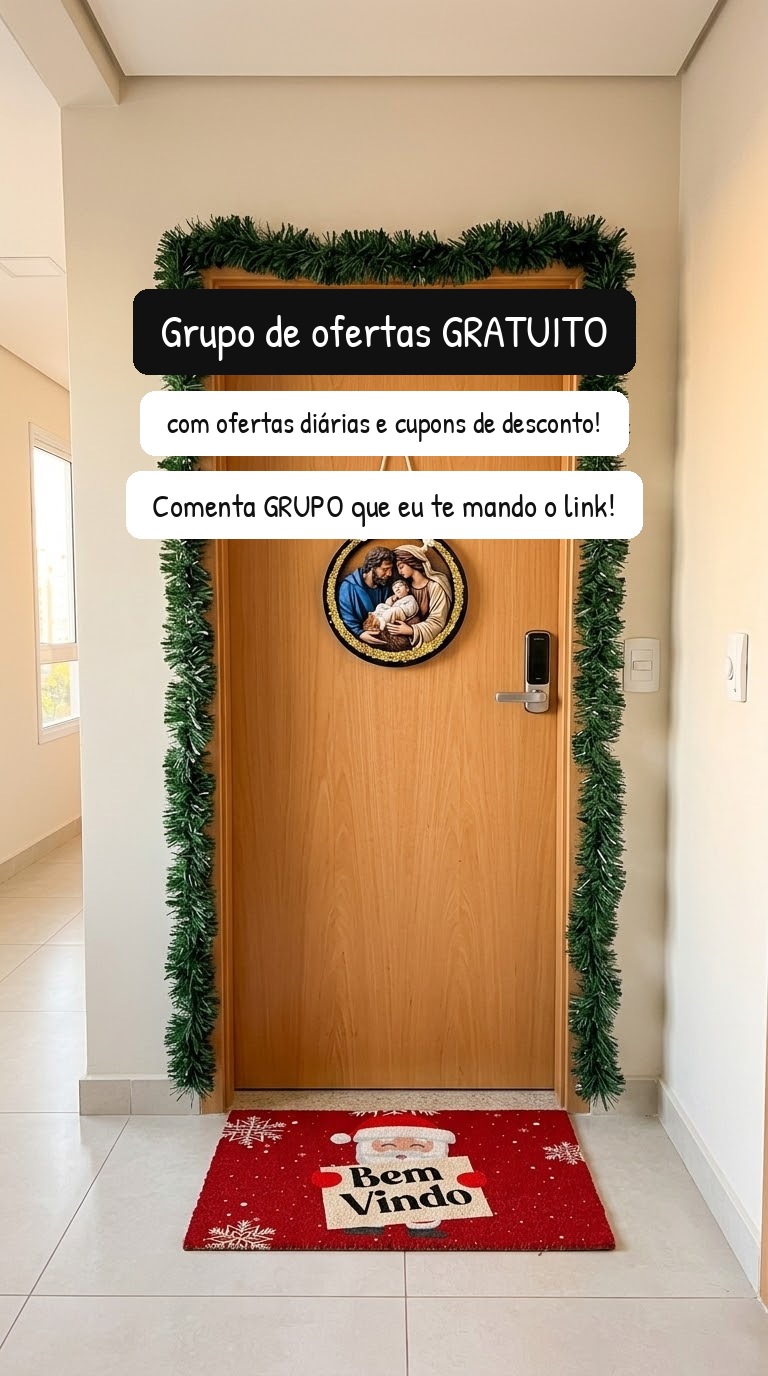 Grupo de ofertas GRATUITO
com ofertas diárias e cupons de desconto!
Comenta GRUPO que eu te mando o link!
Bem
Vindo